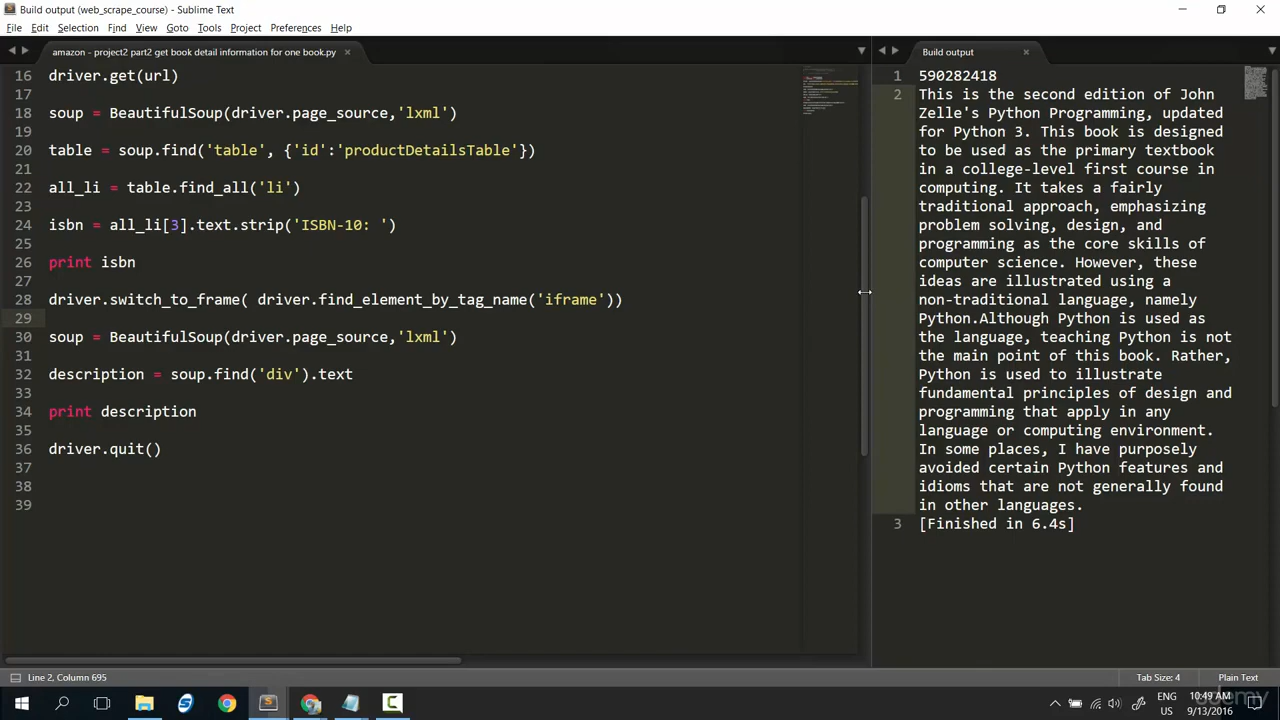 Build output (web_scrape_course) - Sublime Text
File Edit Selection Find View Goto Tools Project Preferences Help
amazon - project2 part2 get book detail information for one book.py ×
16 driver.get(url)
17
18 soup = BeautifulSoup(driver.page_source,'lxml')
19
20 table = soup.find('table', {'id':'productDetailsTable'})
21
22 all_li = table.find_all('li')
23
24 isbn = all_li[3].text.strip('ISBN-10: ')
25
26 print isbn
27
28 driver.switch_to_frame( driver.find_element_by_tag_name('iframe'))
29
30 soup = BeautifulSoup(driver.page_source,'lxml')
31
32 description = soup.find('div').text
33
34 print description
35
36 driver.quit()
37
38
39
Build output ×
1 590282418
2 This is the second edition of John
Zelle's Python Programming, updated
for Python 3. This book is designed
to be used as the primary textbook
in a college-level first course in
computing. It takes a fairly
traditional approach, emphasizing
problem solving, design, and
programming as the core skills of
computer science. However, these
ideas are illustrated using a
non-traditional language, namely
Python.Although Python is used as
the language, teaching Python is not
the main point of this book. Rather,
Python is used to illustrate
fundamental principles of design and
programming that apply in any
language or computing environment.
In some places, I have purposely
avoided certain Python features and
idioms that are not generally found
in other languages.
3 [Finished in 6.4s]
Line 2, Column 695
Tab Size: 4 Plain Text
ENG
US
10:49 AM
9/13/2016
udemy